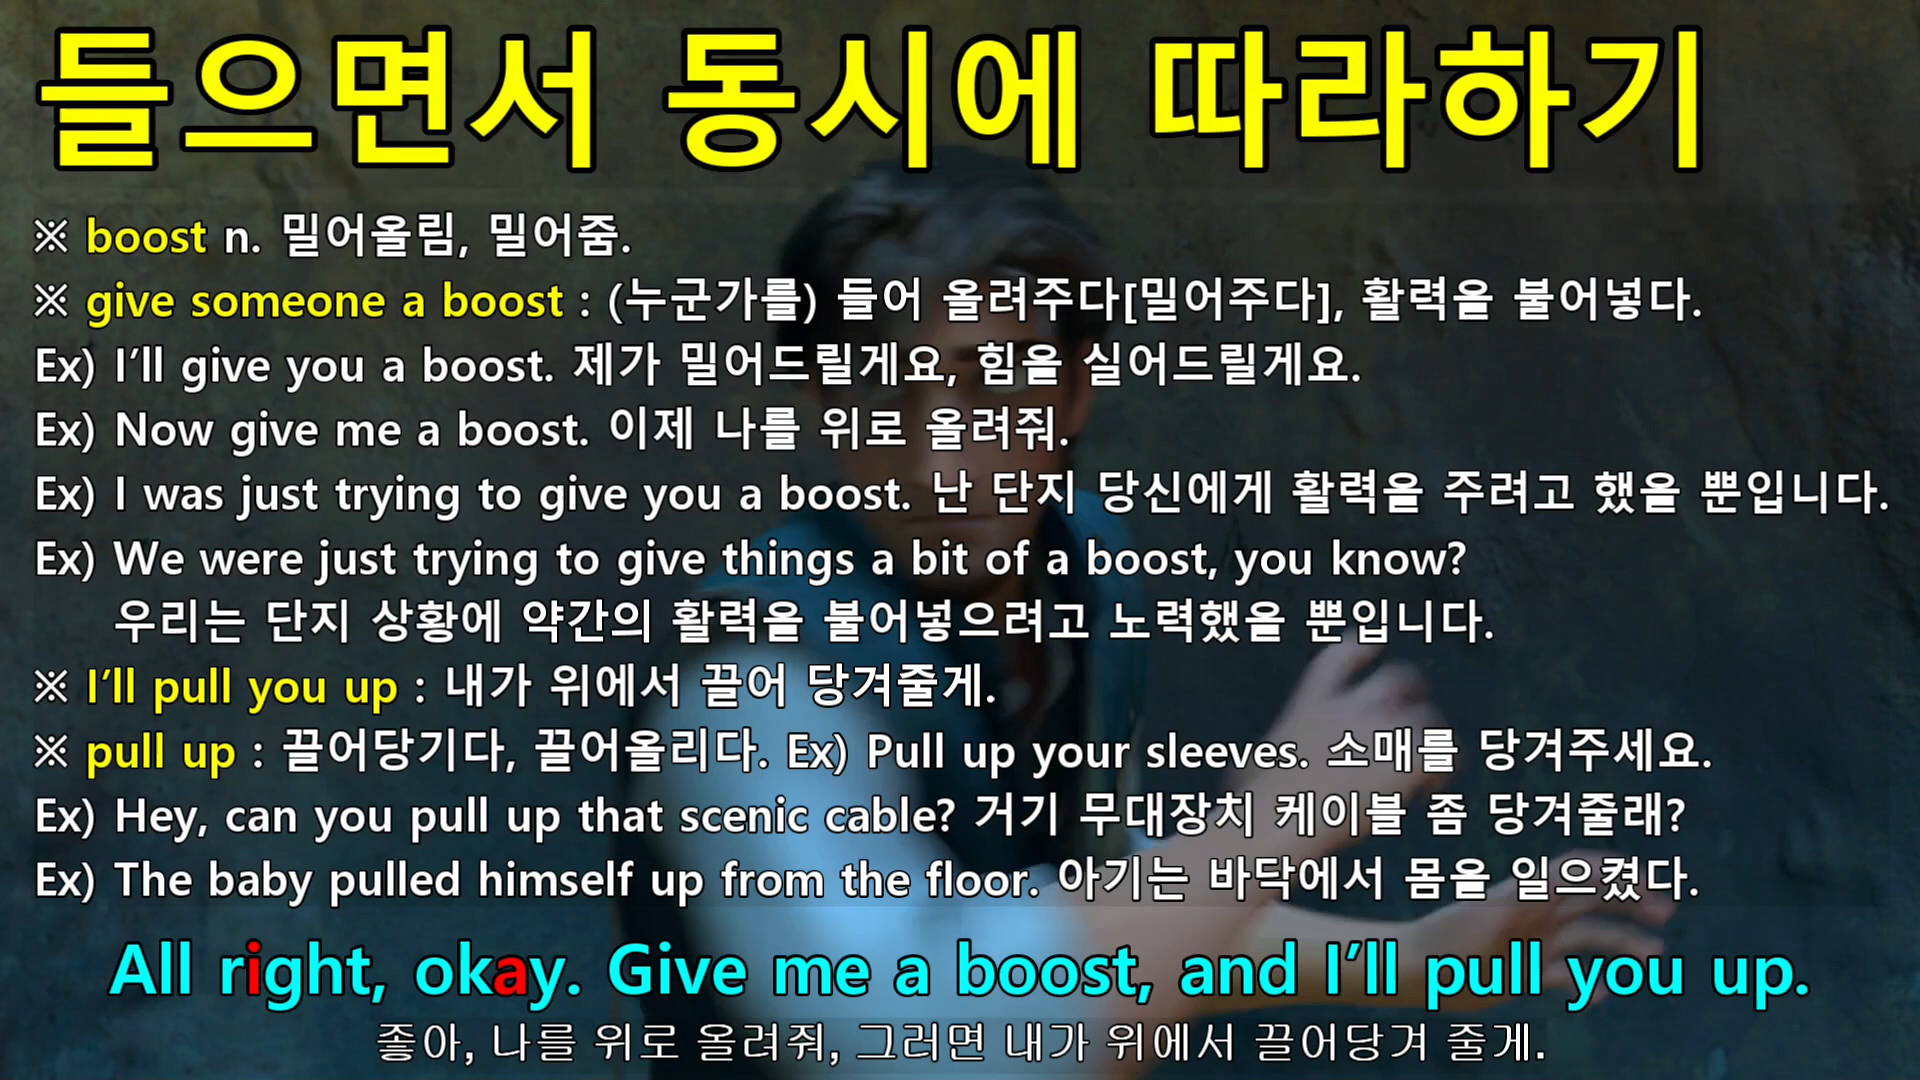 들으면서 동시에 따라하기
※ boost n. 밀어올림, 밀어줌.
※ give someone a boost : (누군가를) 들어 올려주다[밀어주다], 활력을 불어넣다.
Ex) I’ll give you a boost. 제가 밀어드릴게요, 힘을 실어드릴게요.
Ex) Now give me a boost. 이제 나를 위로 올려줘.
Ex) I was just trying to give you a boost. 난 단지 당신에게 활력을 주려고 했을 뿐입니다.
Ex) We were just trying to give things a bit of a boost, you know?
우리는 단지 상황에 약간의 활력을 불어넣으려고 노력했을 뿐입니다.
※ I’ll pull you up : 내가 위에서 끌어 당겨줄게.
※ pull up : 끌어당기다, 끌어올리다. Ex) Pull up your sleeves. 소매를 당겨주세요.
Ex) Hey, can you pull up that scenic cable? 거기 무대장치 케이블 좀 당겨줄래?
Ex) The baby pulled himself up from the floor. 아기는 바닥에서 몸을 일으켰다.
All right, okay. Give me a boost, and I’ll pull you up.
좋아, 나를 위로 올려줘, 그러면 내가 위에서 끌어당겨 줄게.